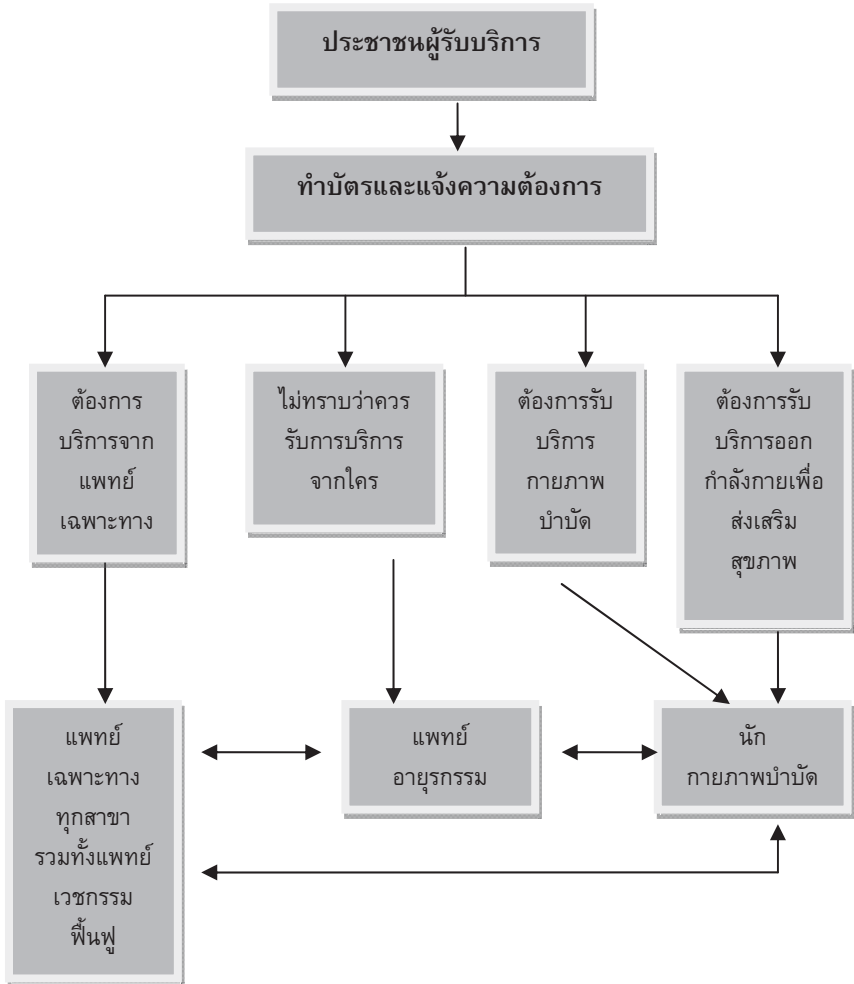 ประชาชนผู้รับบริการ
ทำบัตรและแจ้งความต้องการ
ต้องการ
บริการจาก
แพทย์
เฉพาะทาง
ไม่ทราบว่าควร
รับการบริการ
จากใคร
ต้องการรับ
บริการ
กายภาพ
บำบัด
ต้องการรับ
บริการออก
กำลังกายเพื่อ
ส่งเสริม
สุขภาพ
แพทย์
เฉพาะทาง
ทุกสาขา
รวมทั้งแพทย์
เวชกรรม
ฟื้นฟู
แพทย์
อายุรกรรม
นัก
กายภาพบำบัด